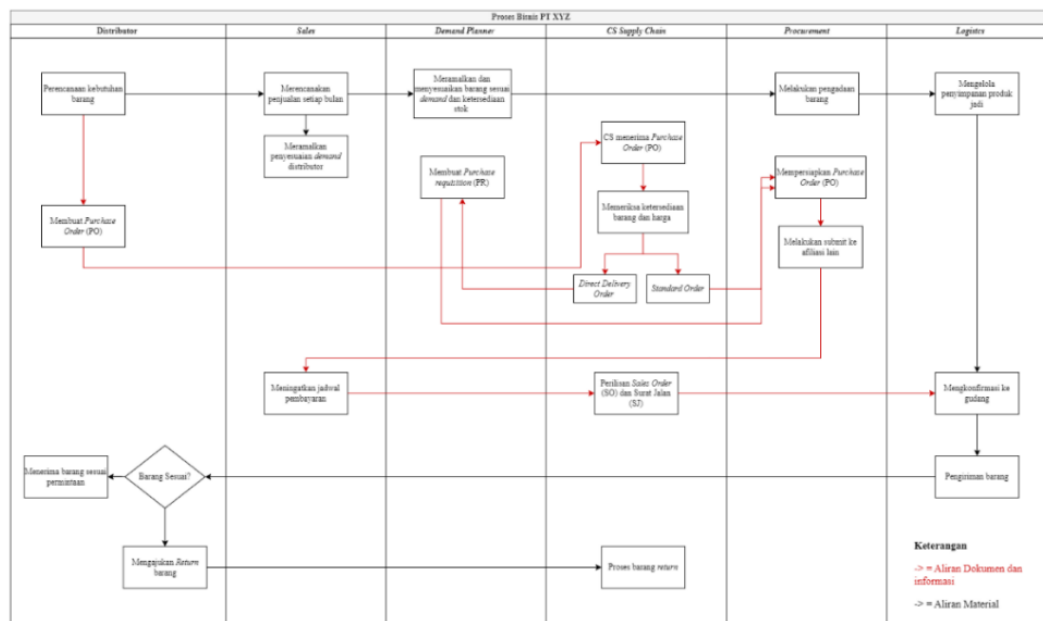 Proses Bisnis PT XYZ
Distributor
Sales
Demand Planner
CS Supply Chain
Procurement
Logistcs
Perencanaan kebutuhan
barang
Merencanakan
penjualan setiap bulan
Meramalkan dan
menyesuaikan barang sesuai
demand dan ketersediaan
stok
Melakukan pengadaan
barang
Mengelola
penyimpanan produk
jadi
Meramalkan
penyesuaian demand
distributor
CS menerima Purchase
Order (PO)
Membuat Purchase
requitition (PR)
Mempersiapkan Purchase
Order (PO)
Membuat Purchase
Order (PO)
Memeriksa ketersediaan
barang dan harga
Melakukan submit ke
afiliasi lain
Direct Delivery
Order
Standard Order
Meningatkan jadwal
pembayaran
Perilisan Sales Order
(SO) dan Surat Jalan
(SJ)
Mengkonfirmasi ke
gudang
Menerima barang sesuai
permintaan
Barang Sesuai?
Pengiriman barang
Mengajukan Return
barang
Proses barang return
Keterangan
-> = Aliran Dokumen dan
informasi
-> = Aliran Material